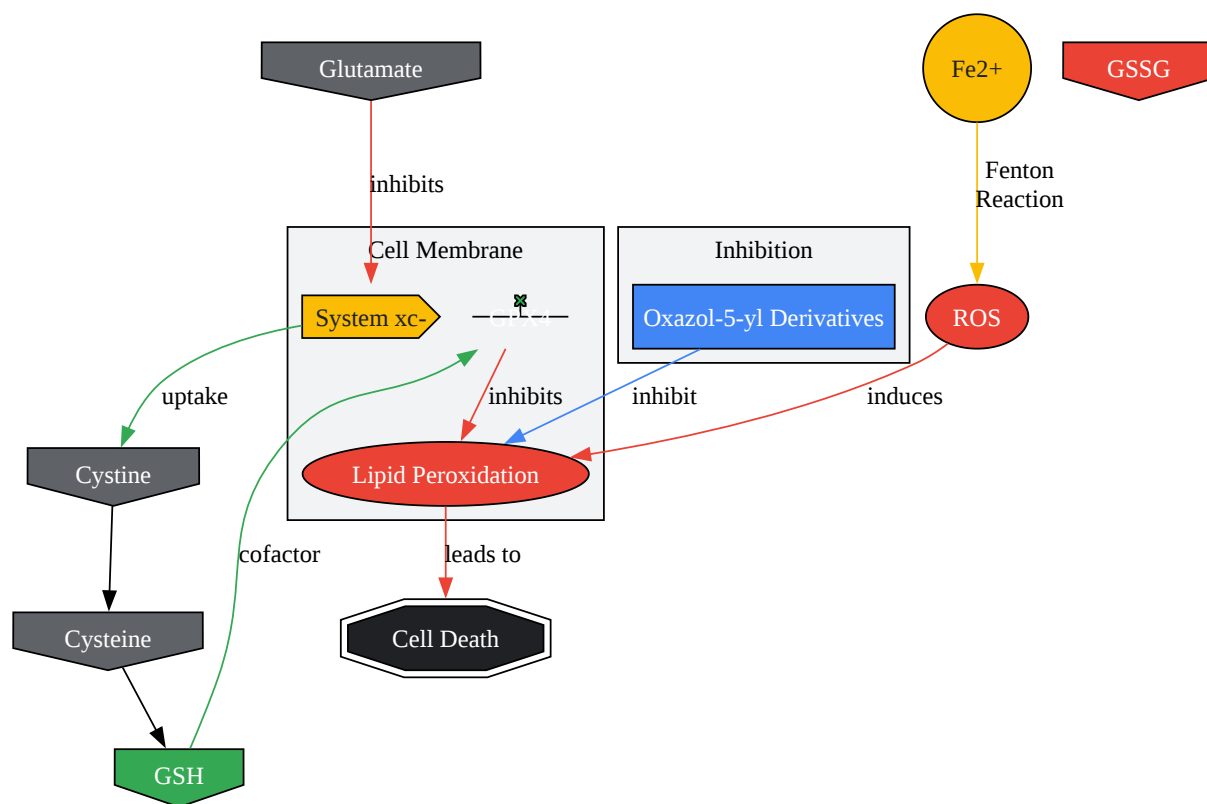 Glutamate
Fe2+
GSSG
inhibits
Fenton
Reaction
Cell Membrane
Inhibition
System xc-
GPX4
Oxazol-5-yl Derivatives
ROS
uptake
inhibits
inhibit
induces
Cystine
Lipid Peroxidation
cofactor
leads to
Cysteine
Cell Death
GSH